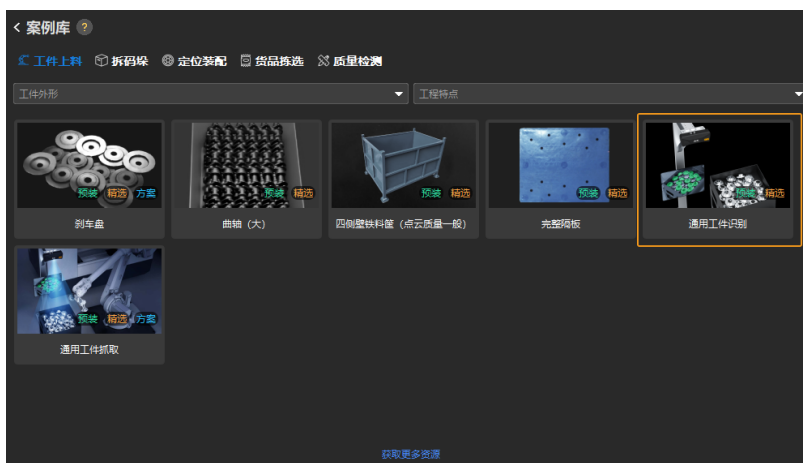 案例库 ?
工件上料 拆码垛 定位装配 货品拣选 质量检测
工件外形 工程特点
预装 精选 方案 预装 精选 预装 精选 预装 精选 预装 精选
刹车盘 曲轴（大） 四侧壁铁料筐（点云质量一般） 完整隔板 通用工件识别
预装 精选 方案
通用工件抓取
获取更多资源